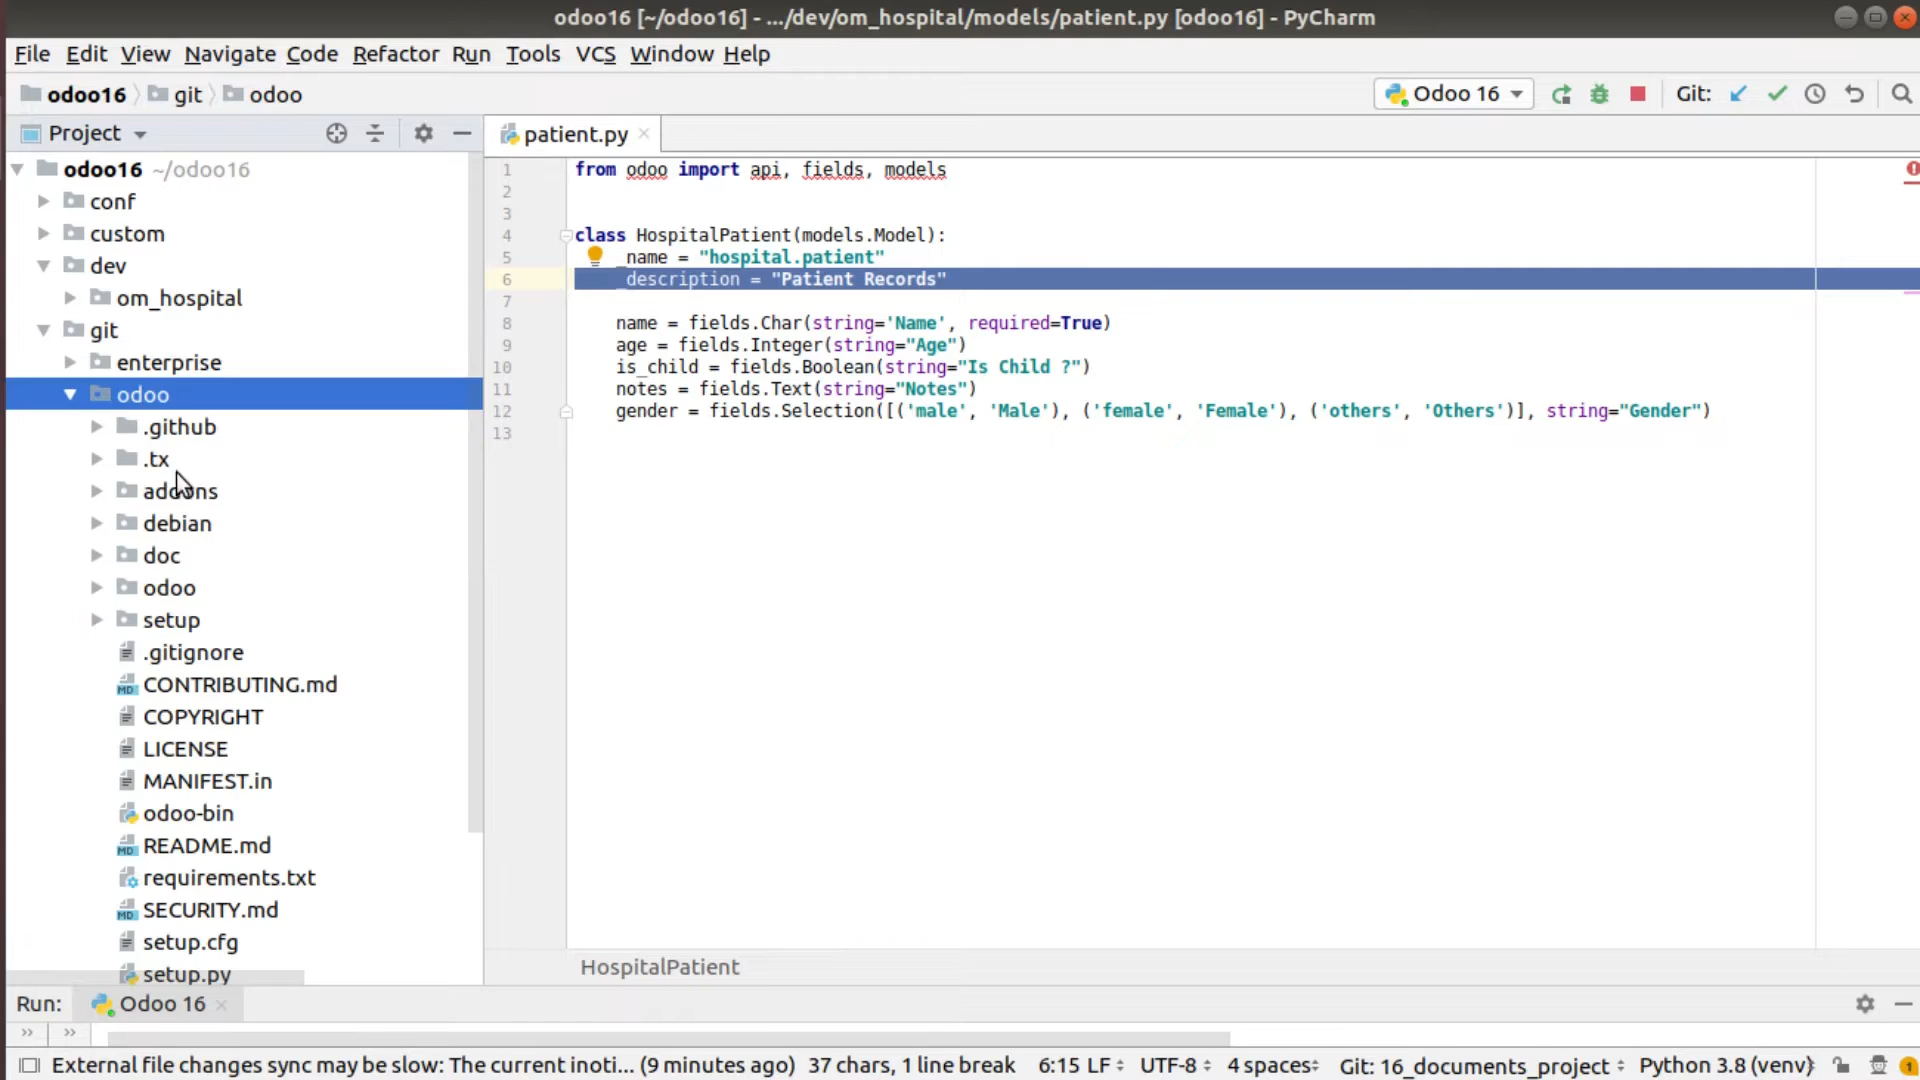 odoo16 [~/odoo16] - .../dev/om_hospital/models/patient.py [odoo16] - PyCharm
File Edit View Navigate Code Refactor Run Tools VCS Window Help
odoo16 git odoo
Odoo 16 Git:
Project
patient.py
odoo16 ~/odoo16
conf
custom
dev
om_hospital
git
enterprise
odoo
.github
.tx
addons
debian
doc
odoo
setup
.gitignore
CONTRIBUTING.md
COPYRIGHT
LICENSE
MANIFEST.in
odoo-bin
README.md
requirements.txt
SECURITY.md
setup.cfg
setup.py
1 from odoo import api, fields, models
2
3
4 class HospitalPatient(models.Model):
5 _name = "hospital.patient"
6 _description = "Patient Records"
7
8 name = fields.Char(string='Name', required=True)
9 age = fields.Integer(string="Age")
10 is_child = fields.Boolean(string="Is Child ?")
11 notes = fields.Text(string="Notes")
12 gender = fields.Selection([('male', 'Male'), ('female', 'Female'), ('others', 'Others')], string="Gender")
13
HospitalPatient
Run: Odoo 16
External file changes sync may be slow: The current inoti... (9 minutes ago) 37 chars, 1 line break 6:15 LF UTF-8 4 spaces Git: 16_documents_project Python 3.8 (venv) 1